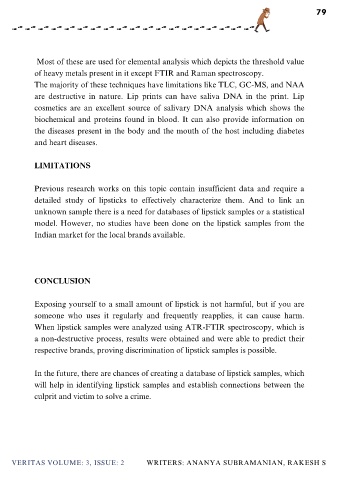 79
Most of these are used for elemental analysis which depicts the threshold value
of heavy metals present in it except FTIR and Raman spectroscopy.
The majority of these techniques have limitations like TLC, GC-MS, and NAA
are destructive in nature. Lip prints can have saliva DNA in the print. Lip
cosmetics are an excellent source of salivary DNA analysis which shows the
biochemical and proteins found in blood. It can also provide information on
the diseases present in the body and the mouth of the host including diabetes
and heart diseases.
LIMITATIONS
Previous research works on this topic contain insufficient data and require a
detailed study of lipsticks to effectively characterize them. And to link an
unknown sample there is a need for databases of lipstick samples or a statistical
model. However, no studies have been done on the lipstick samples from the
Indian market for the local brands available.
CONCLUSION
Exposing yourself to a small amount of lipstick is not harmful, but if you are
someone who uses it regularly and frequently reapplies, it can cause harm.
When lipstick samples were analyzed using ATR-FTIR spectroscopy, which is
a non-destructive process, results were obtained and were able to predict their
respective brands, proving discrimination of lipstick samples is possible.
In the future, there are chances of creating a database of lipstick samples, which
will help in identifying lipstick samples and establish connections between the
culprit and victim to solve a crime.
VERITAS VOLUME: 3, ISSUE: 2 WRITERS: ANANYA SUBRAMANIAN, RAKESH S